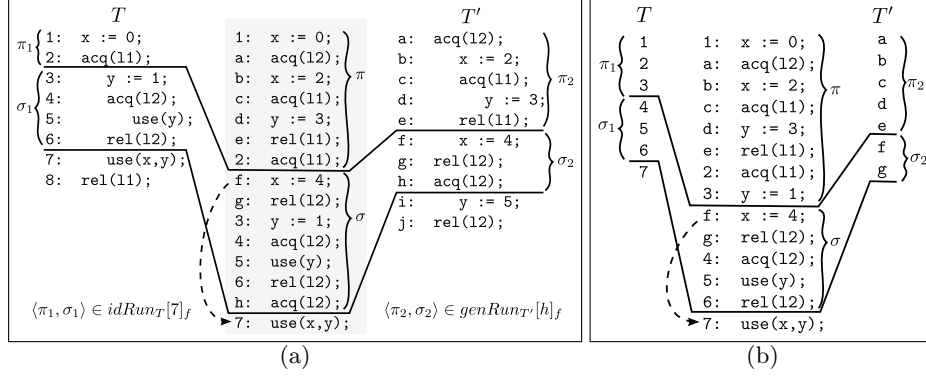 T
π1
1: x := 0;
2: acq(l1);
σ1
3: y := 1;
4: acq(l2);
5: use(y);
6: rel(l2);
7: use(x,y);
8: rel(l1);
⟨π1, σ1⟩ ∈ idRunT[7]f
1: x := 0;
a: acq(l2);
b: x := 2;
c: acq(l1);
d: y := 3;
e: rel(l1);
2: acq(l1);
π
f: x := 4;
g: rel(l2);
3: y := 1;
4: acq(l2);
5: use(y);
6: rel(l2);
h: acq(l2);
σ
7: use(x,y);
T′
a: acq(l2);
b: x := 2;
c: acq(l1);
d: y := 3;
e: rel(l1);
π2
f: x := 4;
g: rel(l2);
h: acq(l2);
σ2
i: y := 5;
j: rel(l2);
⟨π2, σ2⟩ ∈ genRunT′[h]f
(a)
T
π1
1
2
3
σ1
4
5
6
7
1: x := 0;
a: acq(l2);
b: x := 2;
c: acq(l1);
d: y := 3;
e: rel(l1);
2: acq(l1);
3: y := 1;
π
f: x := 4;
g: rel(l2);
4: acq(l2);
5: use(y);
6: rel(l2);
σ
7: use(x,y);
T′
a
b
c
d
e
π2
f
g
σ2
(b)